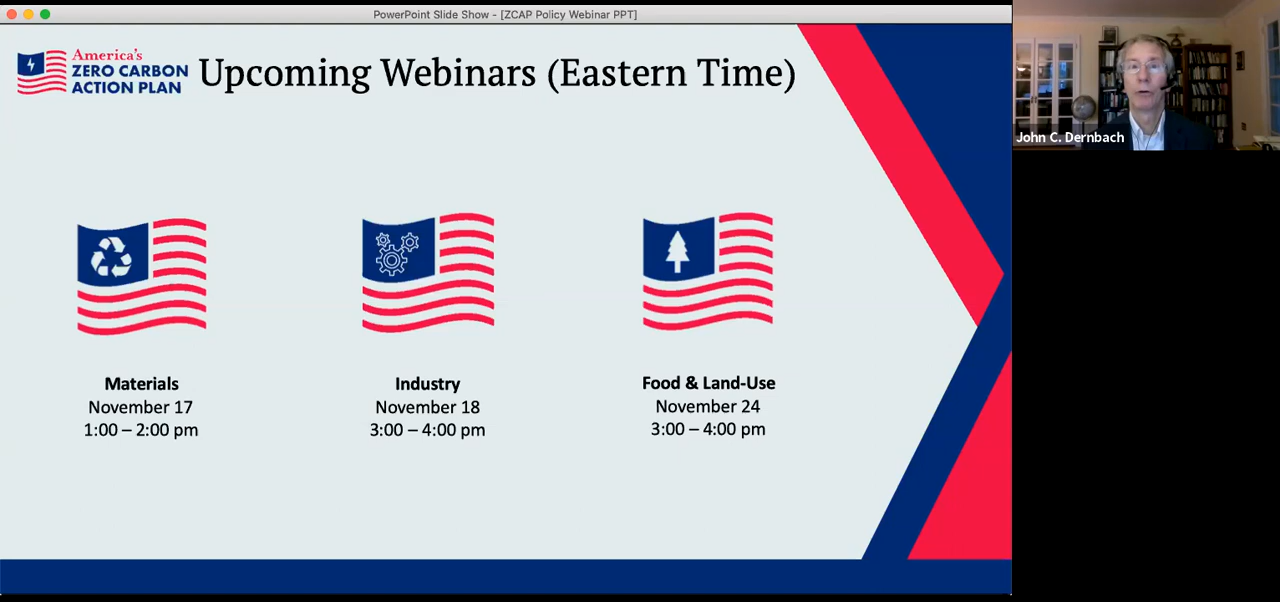 PowerPoint Slide Show - [ZCAP Policy Webinar PPT]
America's
ZERO CARBON
ACTION PLAN
Upcoming Webinars (Eastern Time)
John C. Dernbach
Materials
November 17
1:00 – 2:00 pm
Industry
November 18
3:00 – 4:00 pm
Food & Land-Use
November 24
3:00 – 4:00 pm